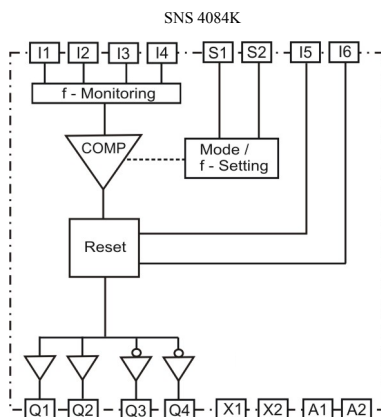 SNS 4084K
I1 I2 I3 I4 S1 S2 I5 I6
f - Monitoring
COMP
Mode /
f - Setting
Reset
Q1 Q2 Q3 Q4 X1 X2 A1 A2